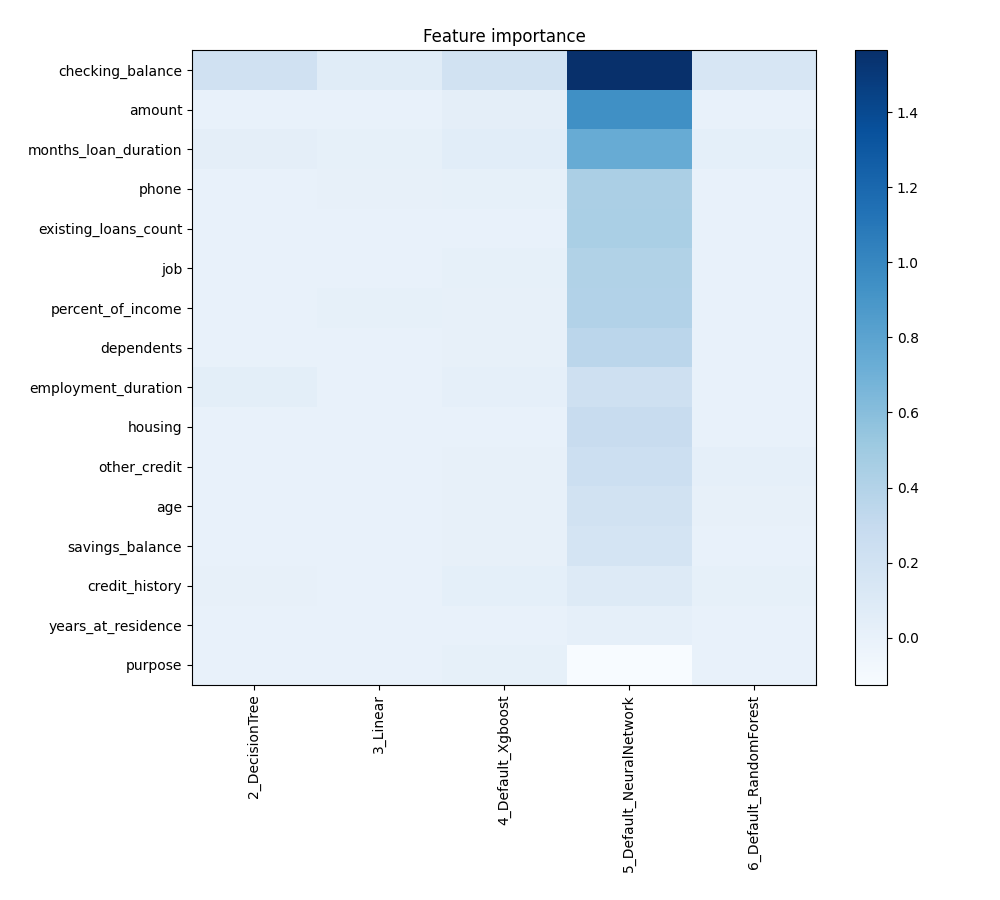 Feature importance
checking_balance
amount
months_loan_duration
phone
existing_loans_count
job
percent_of_income
dependents
employment_duration
housing
other_credit
age
savings_balance
credit_history
years_at_residence
purpose
2_DecisionTree
3_Linear
4_Default_Xgboost
5_Default_NeuralNetwork
6_Default_RandomForest
1.4
1.2
1.0
0.8
0.6
0.4
0.2
0.0